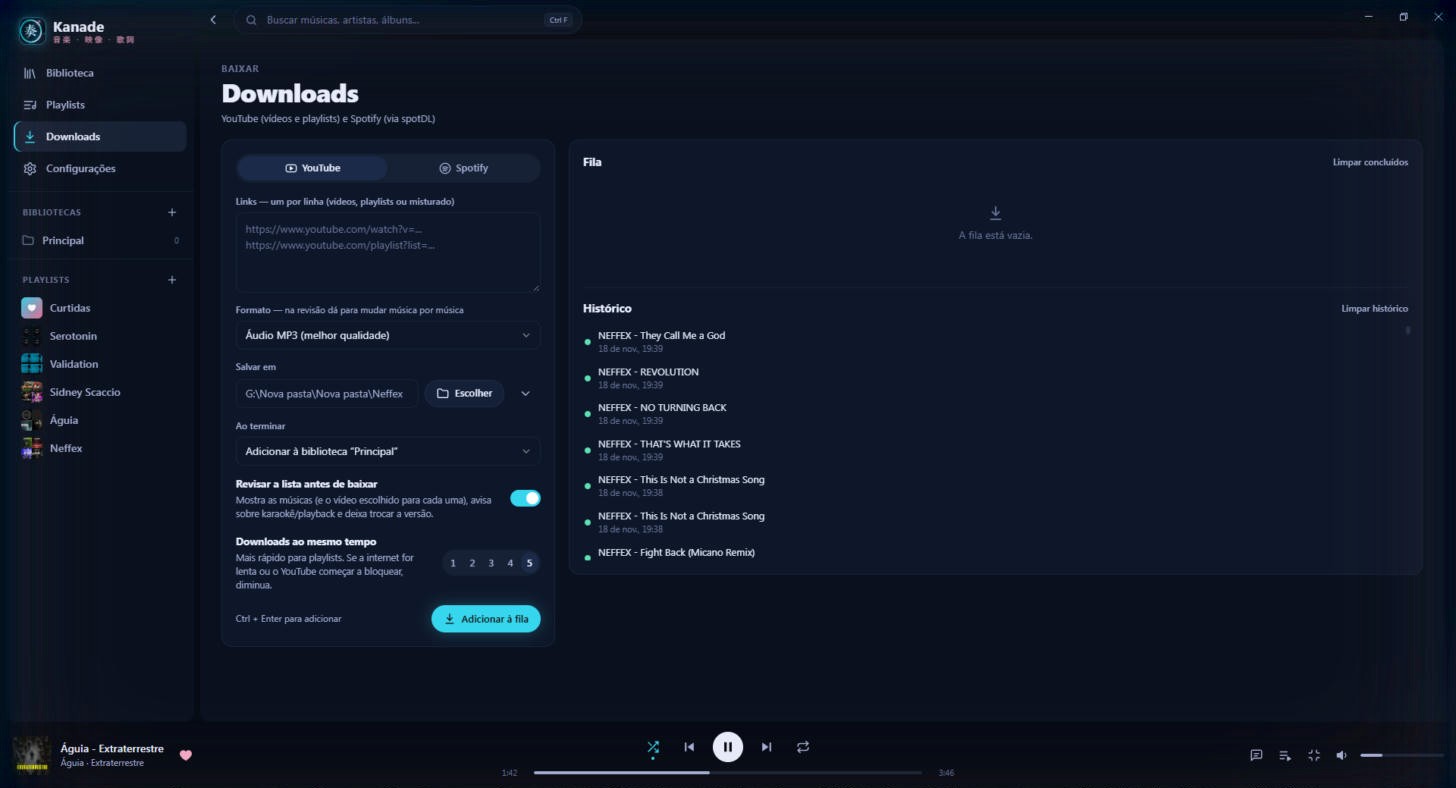 奏
Kanade
音楽 · 映像 · 歌詞
Buscar músicas, artistas, álbuns...
Ctrl F
Biblioteca
Playlists
Downloads
Configurações
BIBLIOTECAS
Principal
0
PLAYLISTS
Curtidas
Serotonin
Validation
Sidney Scaccio
Águia
Neffex
BAIXAR
Downloads
YouTube (vídeos e playlists) e Spotify (via spotDL)
YouTube
Spotify
Links — um por linha (vídeos, playlists ou misturado)
https://www.youtube.com/watch?v=...
https://www.youtube.com/playlist?list=...
Formato — na revisão dá para mudar música por música
Áudio MP3 (melhor qualidade)
Salvar em
G:\Nova pasta\Nova pasta\Neffex
Escolher
Ao terminar
Adicionar à biblioteca “Principal”
Revisar a lista antes de baixar
Mostra as músicas (e o vídeo escolhido para cada uma), avisa
sobre karaokê/playback e deixa trocar a versão.
Downloads ao mesmo tempo
Mais rápido para playlists. Se a internet for
lenta ou o YouTube começar a bloquear,
diminua.
1 2 3 4 5
Ctrl + Enter para adicionar
Adicionar à fila
Fila
Limpar concluídos
A fila está vazia.
Histórico
Limpar histórico
NEFFEX - They Call Me a God
18 de nov., 19:39
NEFFEX - REVOLUTION
18 de nov., 19:39
NEFFEX - NO TURNING BACK
18 de nov., 19:39
NEFFEX - THAT'S WHAT IT TAKES
18 de nov., 19:39
NEFFEX - This Is Not a Christmas Song
18 de nov., 19:38
NEFFEX - This Is Not a Christmas Song
18 de nov., 19:38
NEFFEX - Fight Back (Micano Remix)
Águia - Extraterrestre
Águia · Extraterrestre
1:42
3:46